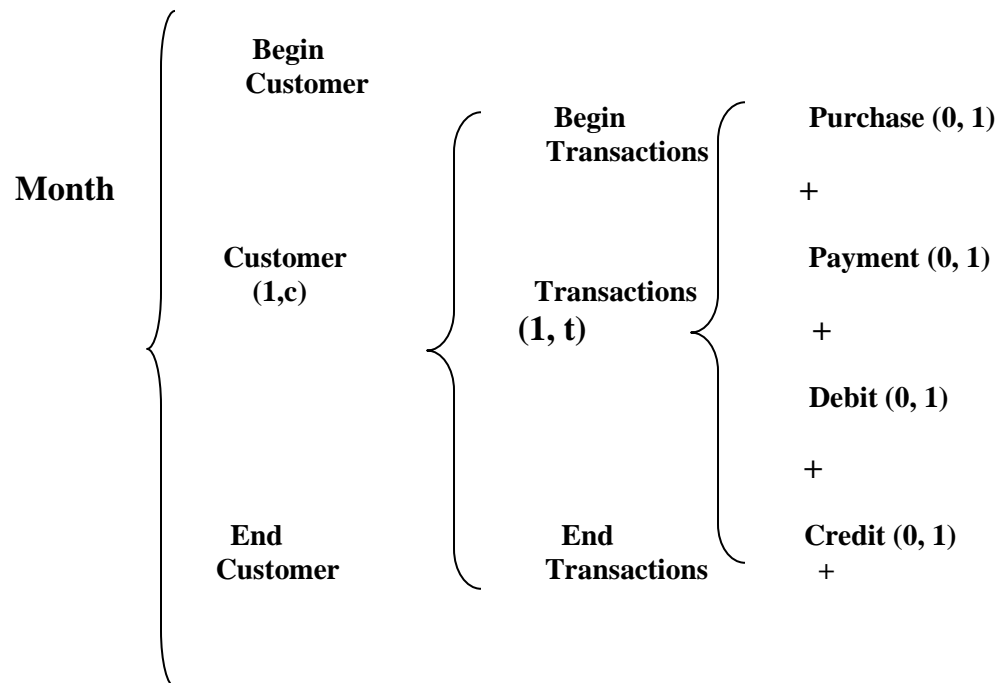 Month
Begin
Customer
Customer
(1,c)
End
Customer
Begin
Transactions
Transactions
(1, t)
End
Transactions
Purchase (0, 1)
+
Payment (0, 1)
+
Debit (0, 1)
+
Credit (0, 1)
+